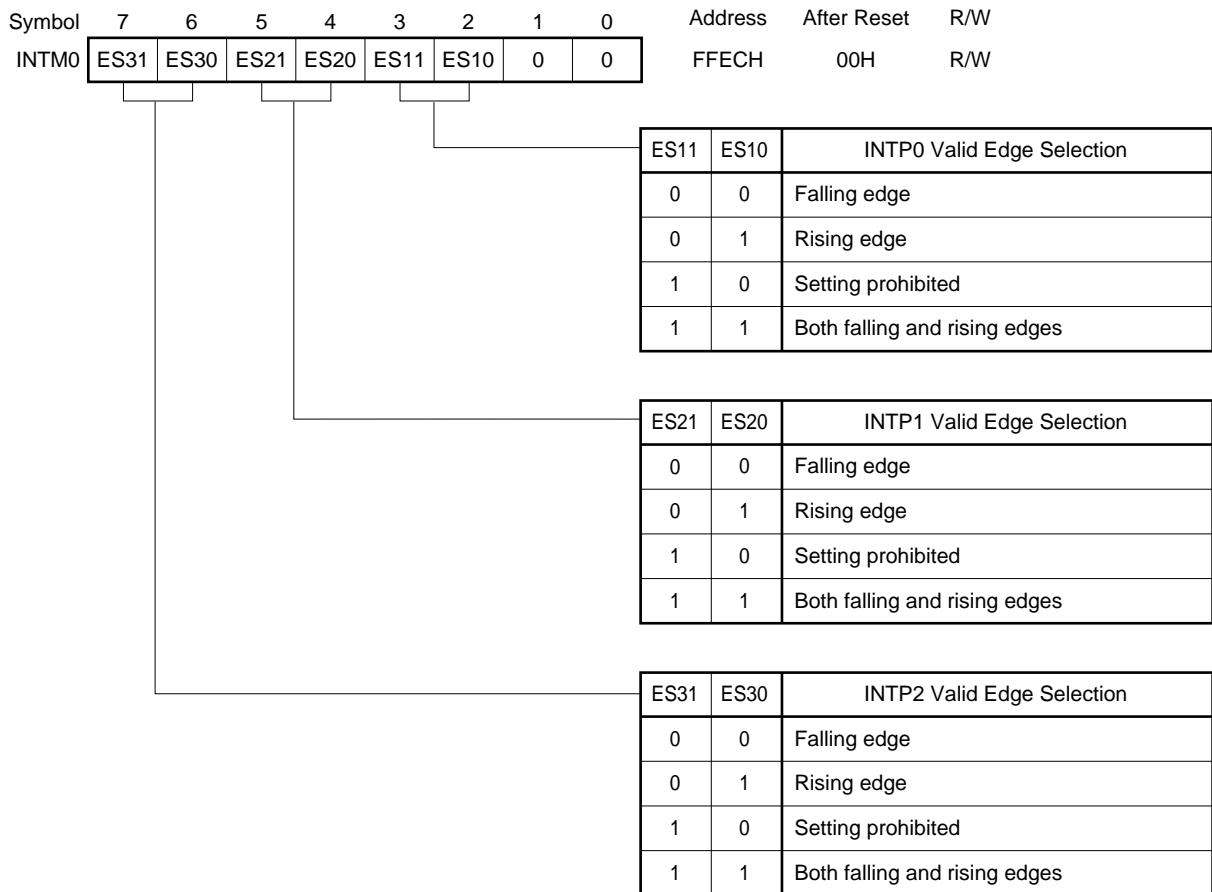 Symbol 7 6 5 4 3 2 1 0 Address After Reset R/W
INTM0 ES31 ES30 ES21 ES20 ES11 ES10 0 0 FFECH 00H R/W
ES11 ES10 INTP0 Valid Edge Selection
0 0 Falling edge
0 1 Rising edge
1 0 Setting prohibited
1 1 Both falling and rising edges
ES21 ES20 INTP1 Valid Edge Selection
0 0 Falling edge
0 1 Rising edge
1 0 Setting prohibited
1 1 Both falling and rising edges
ES31 ES30 INTP2 Valid Edge Selection
0 0 Falling edge
0 1 Rising edge
1 0 Setting prohibited
1 1 Both falling and rising edges